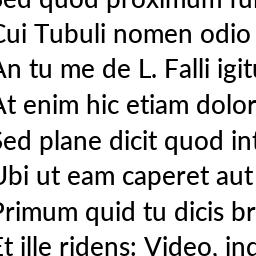 Sed quod proximum fu
Cui Tubuli nomen odio
An tu me de L. Falli igitu
At enim hic etiam dolor
Sed plane dicit quod int
Ubi ut eam caperet aut
Primum quid tu dicis br
Et ille ridens: Video, inq